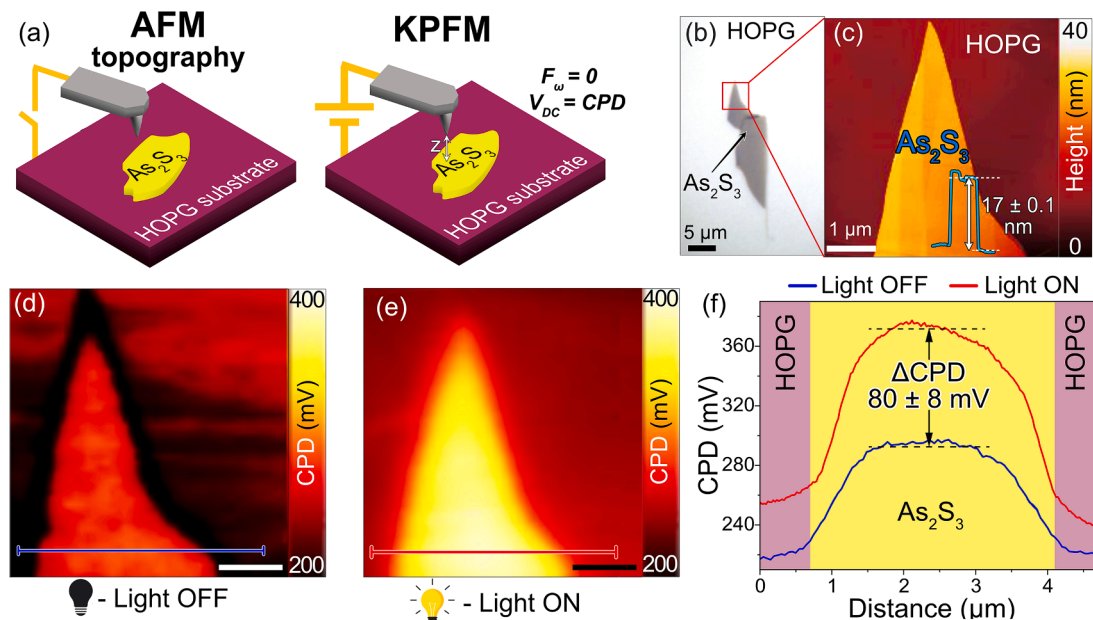 (a)
AFM
topography
As₂S₃
HOPG substrate
KPFM
F_ω = 0
V_DC = CPD
z
As₂S₃
HOPG substrate
(b)
HOPG
As₂S₃
5 µm
(c)
HOPG
As₂S₃
17 ± 0.1
nm
1 µm
40
Height (nm)
0
(d)
400
CPD (mV)
200
- Light OFF
(e)
400
CPD (mV)
200
- Light ON
(f)
Light OFF
Light ON
HOPG
HOPG
ΔCPD
80 ± 8 mV
As₂S₃
CPD (mV)
360
320
280
240
0
1
2
3
4
Distance (µm)